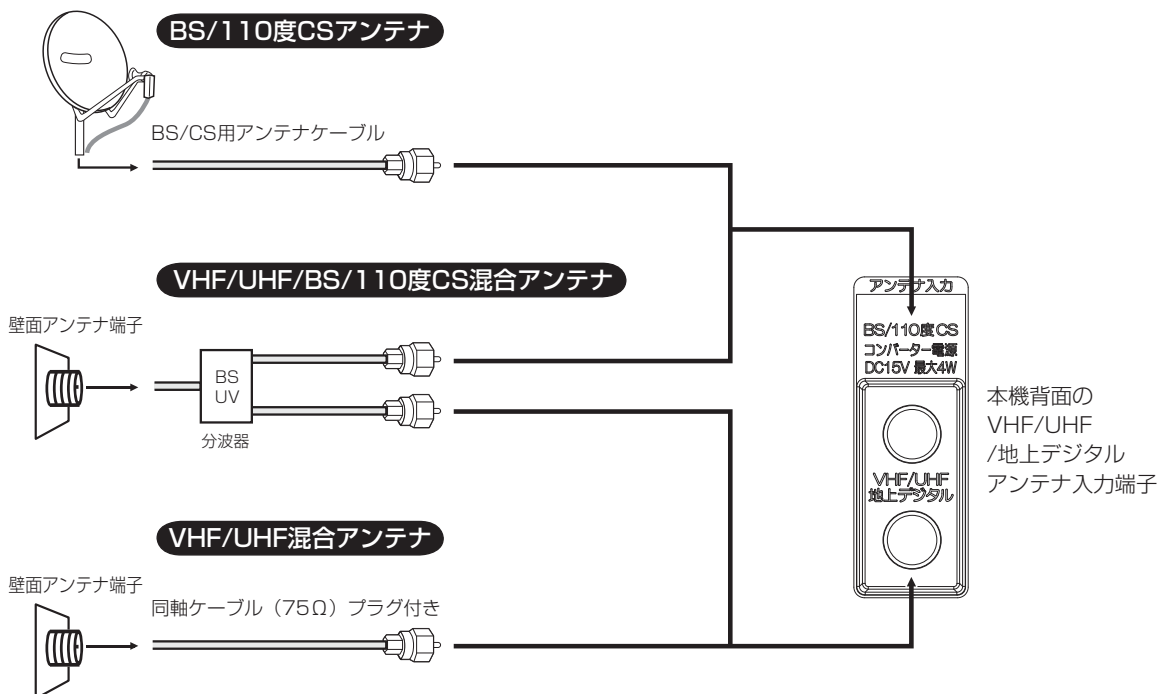 BS/110度CSアンテナ
BS/CS用アンテナケーブル
VHF/UHF/BS/110度CS混合アンテナ
壁面アンテナ端子
BS
UV
分波器
VHF/UHF混合アンテナ
壁面アンテナ端子
同軸ケーブル（75Ω）プラグ付き
アンテナ入力
BS/110度CS
コンバーター電源
DC15V 最大4W
VHF/UHF
地上デジタル
本機背面の
VHF/UHF
/地上デジタル
アンテナ入力端子